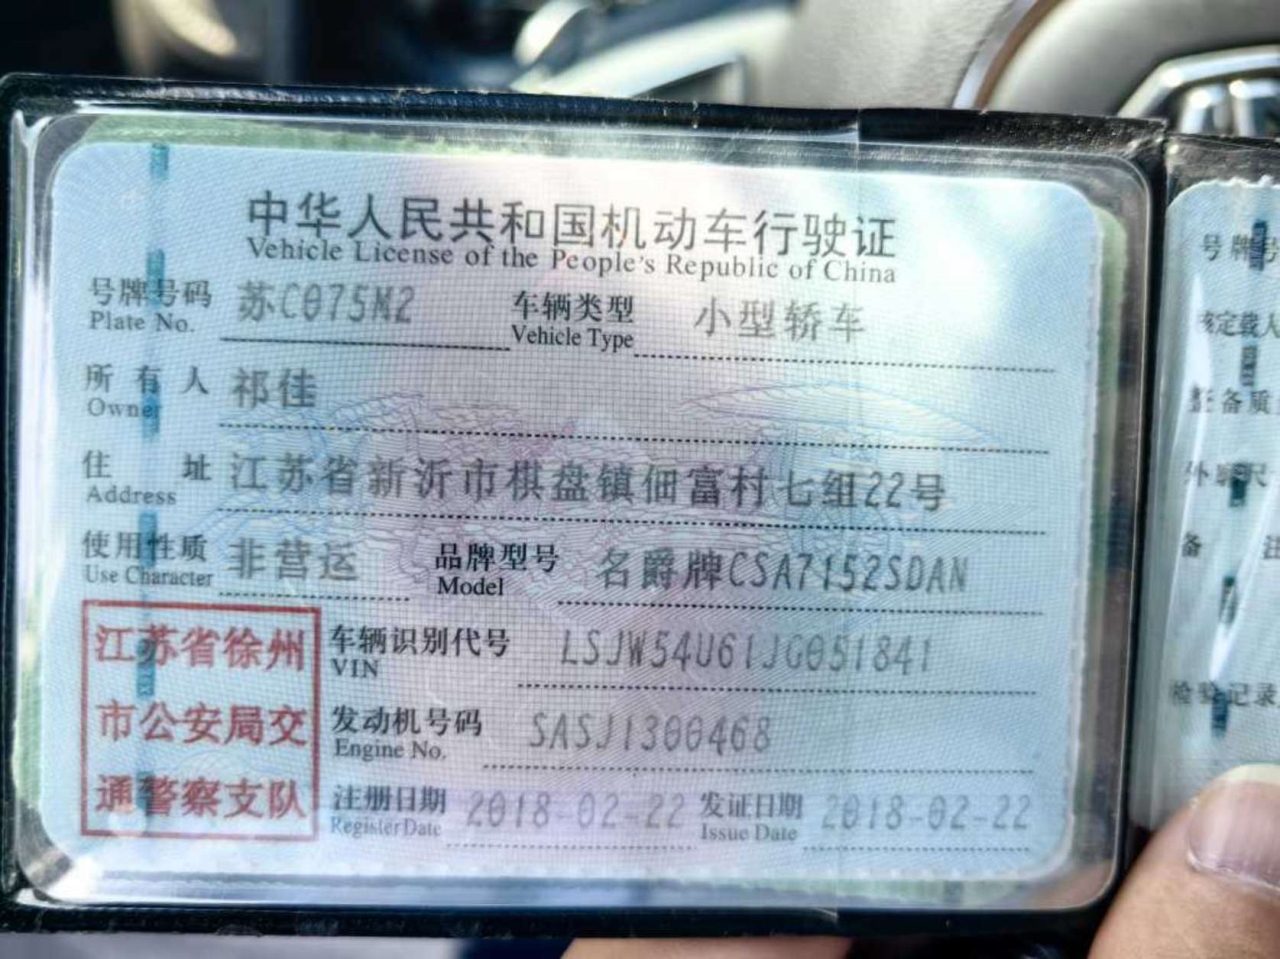 中华人民共和国机动车行驶证
Vehicle License of the People's Republic of China
号牌号码 苏C075M2 车辆类型 小型轿车
Plate No. Vehicle Type
所有人 祁佳
Owner
住址 江苏省新沂市棋盘镇佃富村七组22号
Address
使用性质 非营运 品牌型号 名爵牌CSA7152SDAN
Use Character Model
江苏省徐州
市公安局交
通警察支队
车辆识别代号 LSJW54U61JG051841
VIN
发动机号码 SASJ1300468
Engine No.
注册日期 2018-02-22 发证日期 2018-02-22
Register Date Issue Date
号牌号
核定载人
整备质
外廓尺
备 注
检验记录